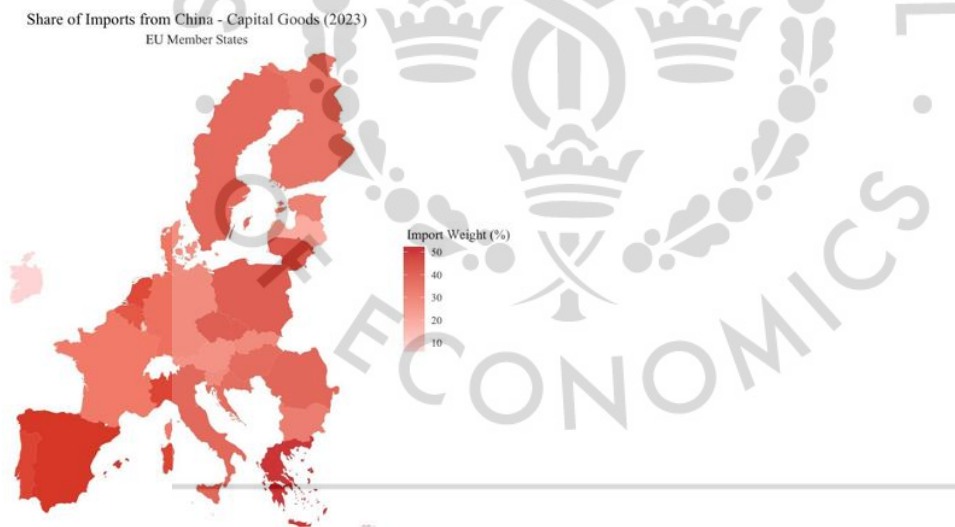 Share of Imports from China - Capital Goods (2023)
EU Member States
Import Weight (%)
50
40
30
20
10
OF ECONOMICS